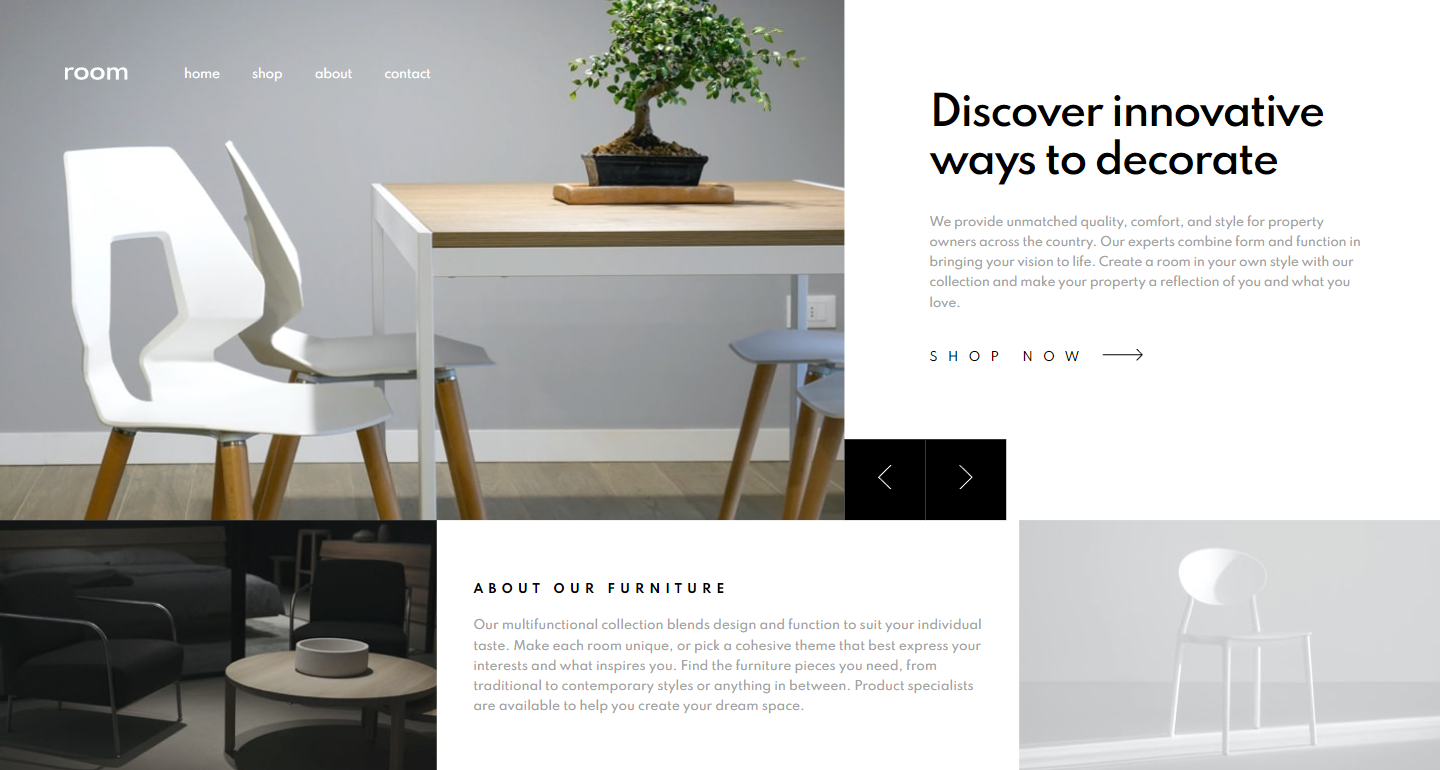 room
home shop about contact
Discover innovative
ways to decorate
We provide unmatched quality, comfort, and style for property
owners across the country. Our experts combine form and function in
bringing your vision to life. Create a room in your own style with our
collection and make your property a reflection of you and what you
love.
SHOP NOW
ABOUT OUR FURNITURE
Our multifunctional collection blends design and function to suit your individual
taste. Make each room unique, or pick a cohesive theme that best express your
interests and what inspires you. Find the furniture pieces you need, from
traditional to contemporary styles or anything in between. Product specialists
are available to help you create your dream space.